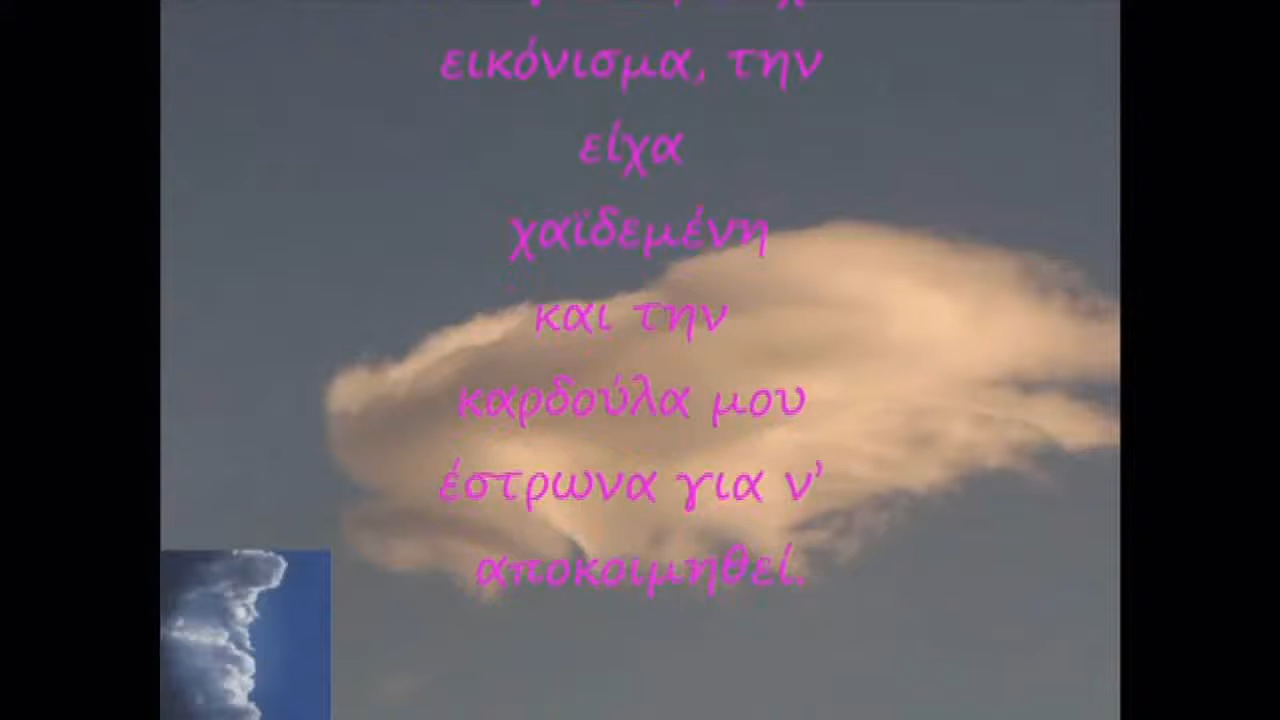 εικόνισμα, την
είχα
χαϊδεμένη
και την
καρδούλα μου
έστρωνα για ν'
αποκοιμηθεί.